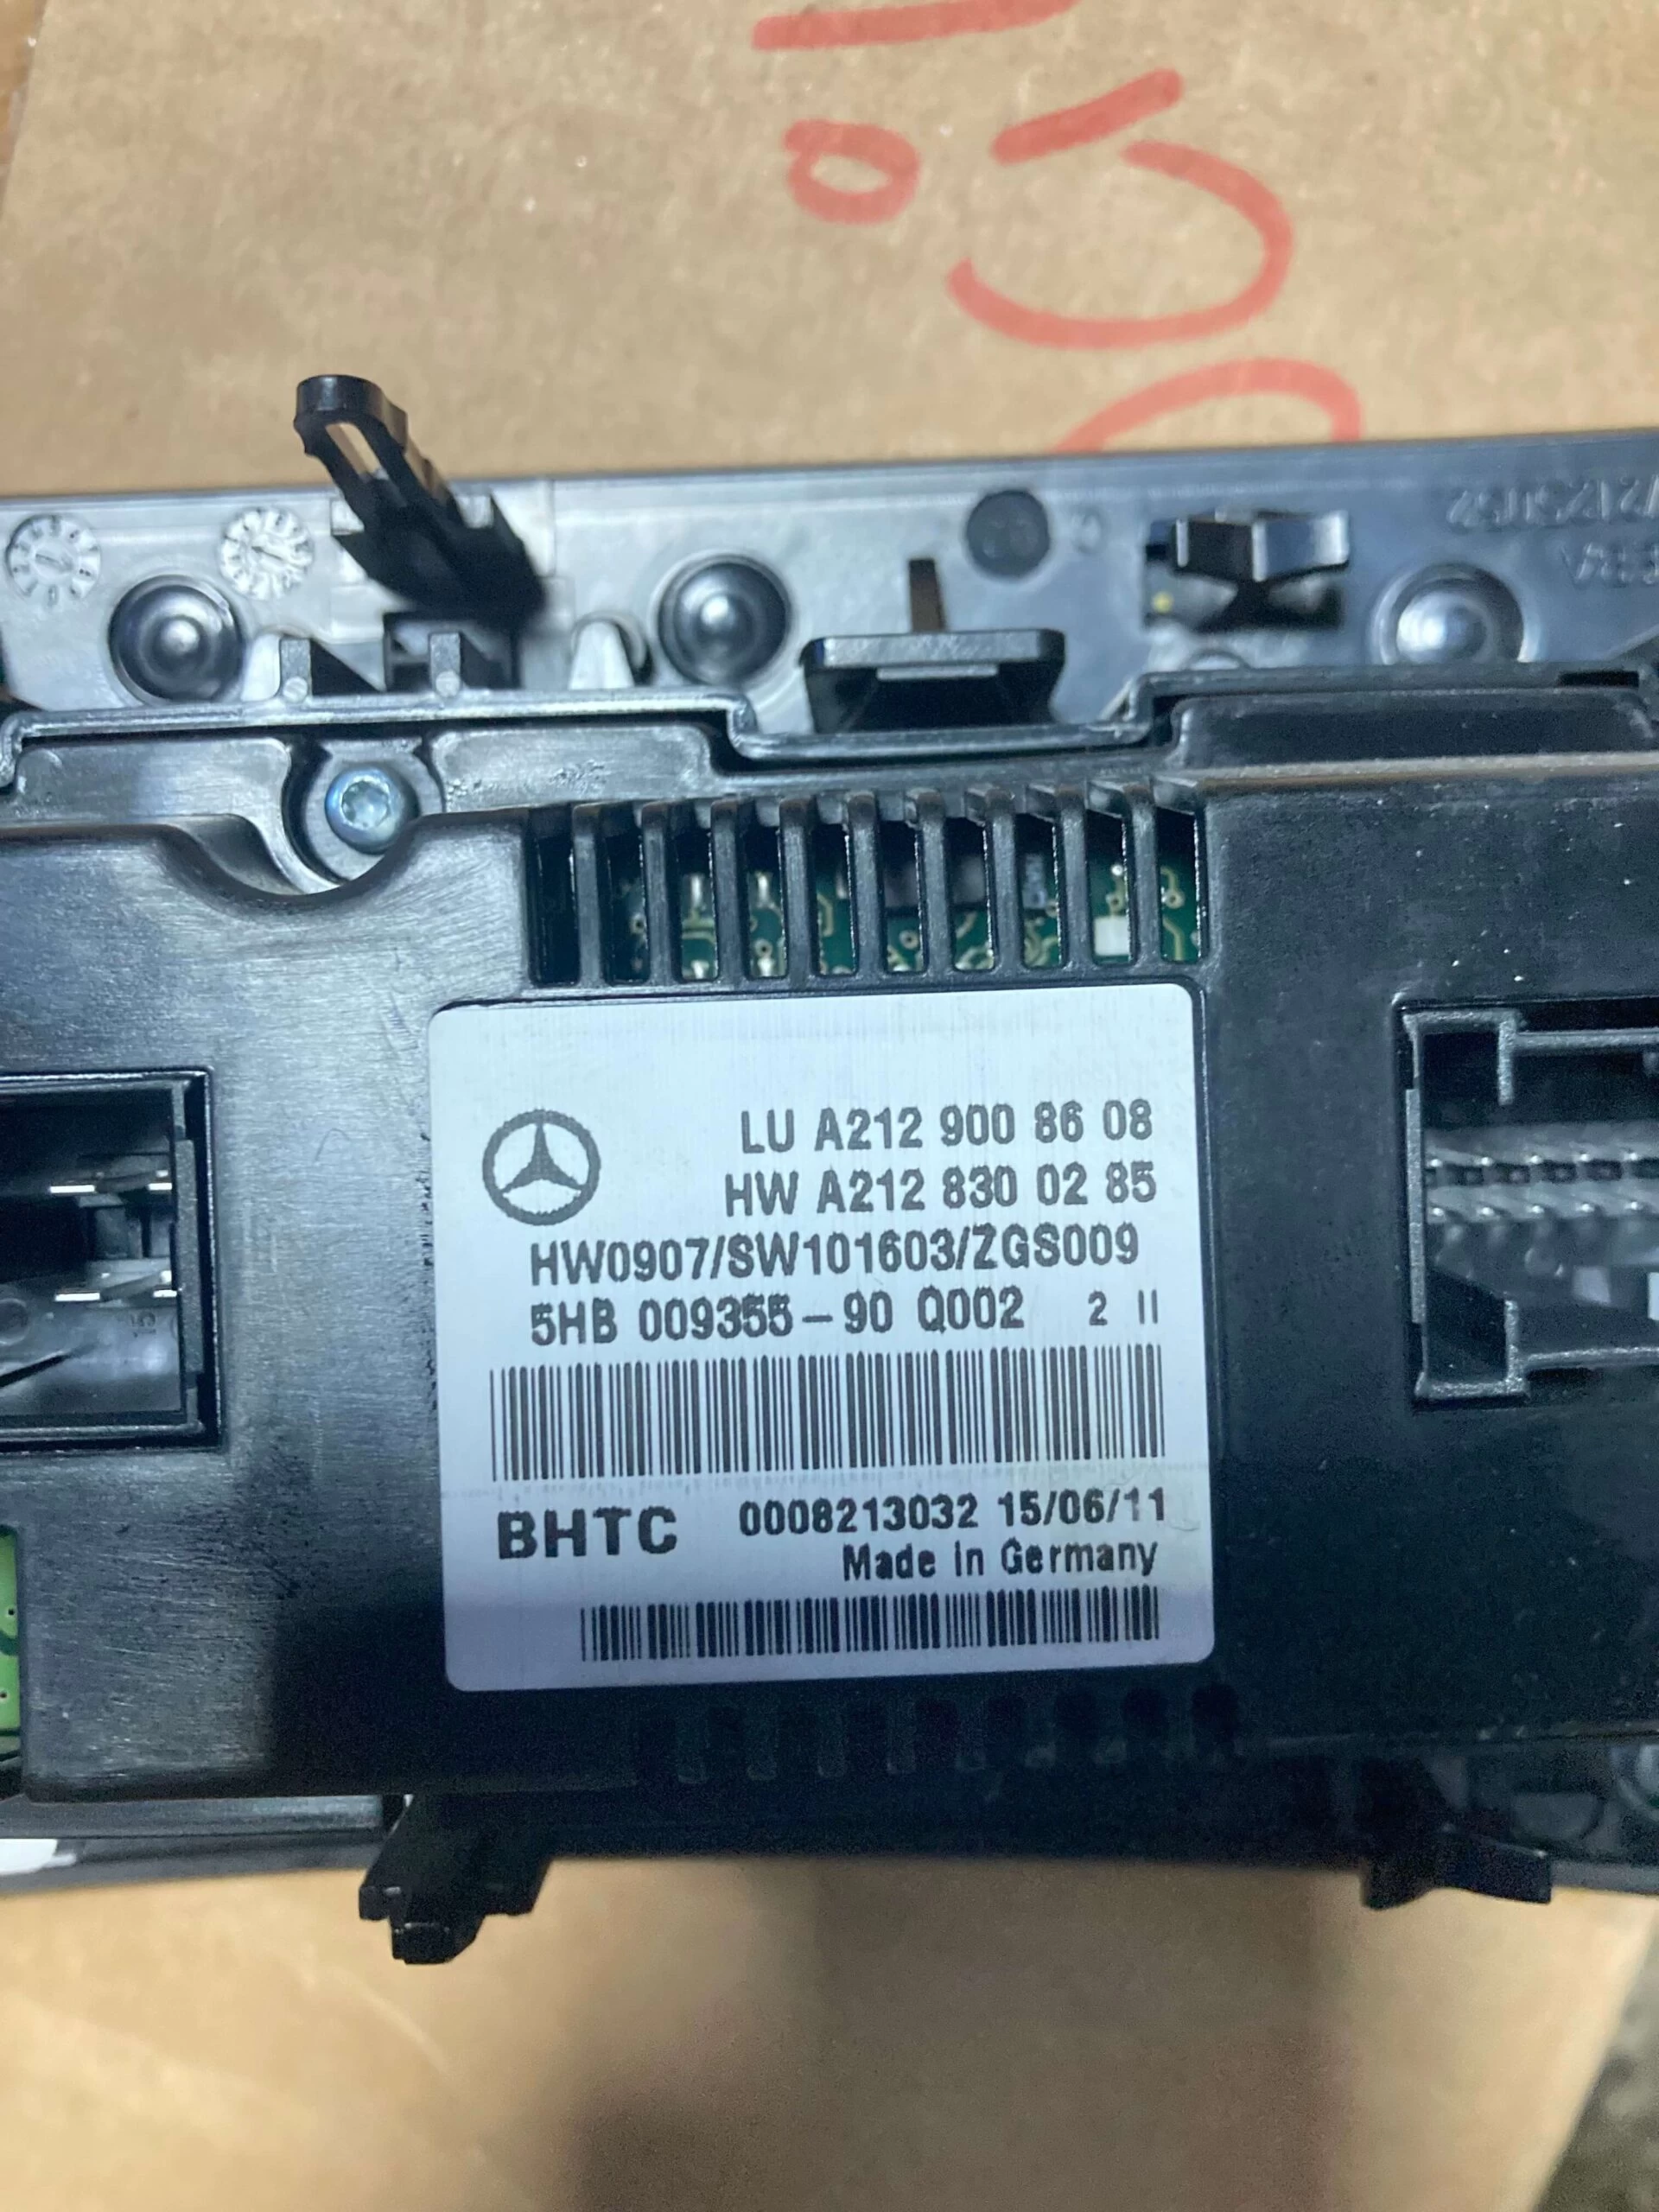 LU A212 900 86 08
HW A212 830 02 85
HW0907/SW101603/ZGS009
5HB 009355-90 Q002 2 II
BHTC 0008213032 15/06/11
Made in Germany